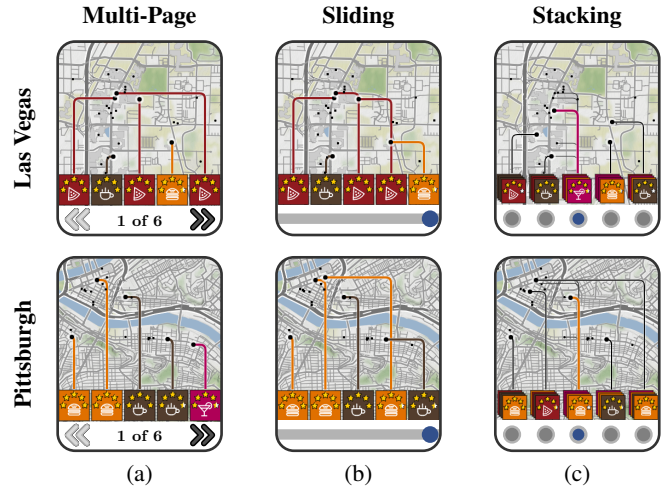 Multi-Page Sliding Stacking
Las Vegas
1 of 6
Pittsburgh
1 of 6
(a) (b) (c)